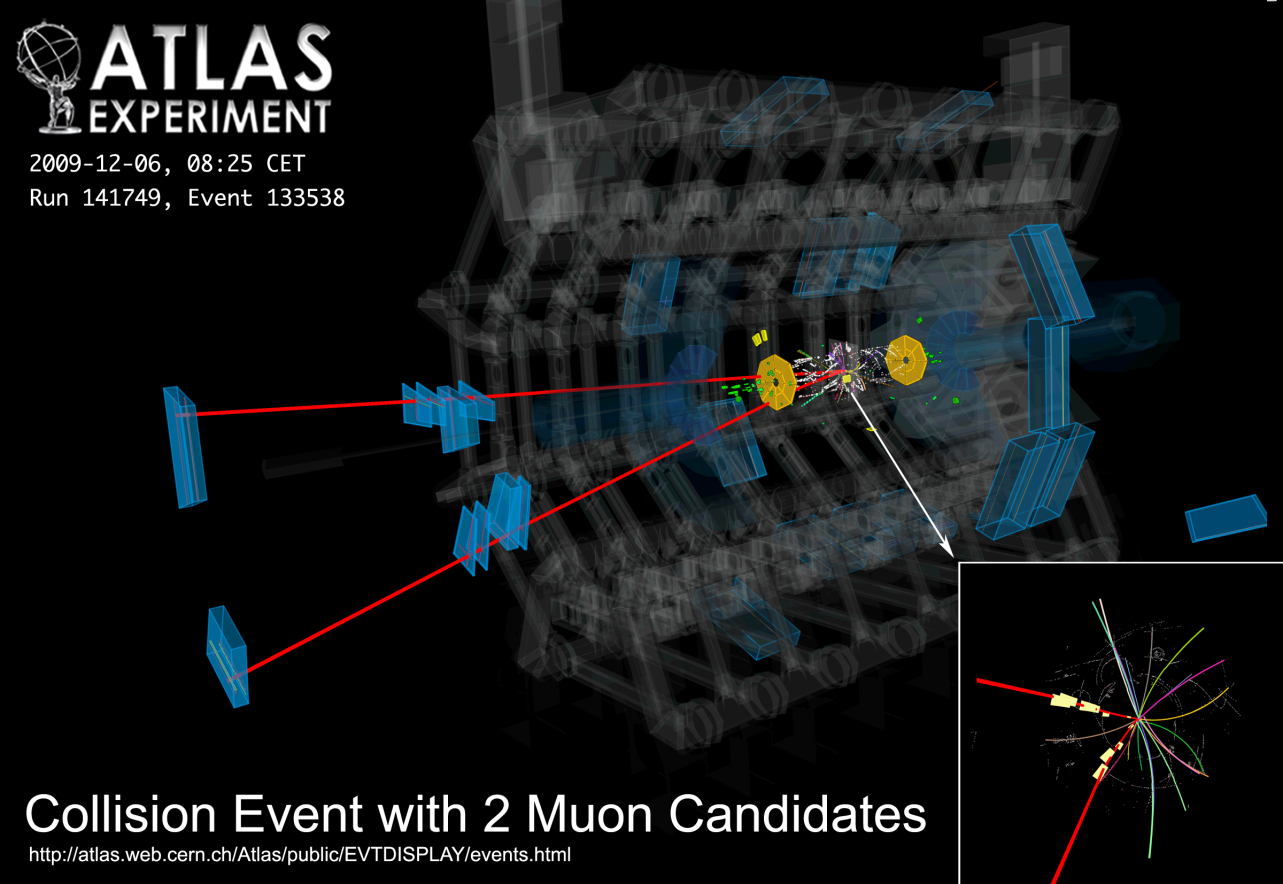 ATLAS
EXPERIMENT
2009-12-06, 08:25 CET
Run 141749, Event 133538
Collision Event with 2 Muon Candidates
http://atlas.web.cern.ch/Atlas/public/EVTDISPLAY/events.html